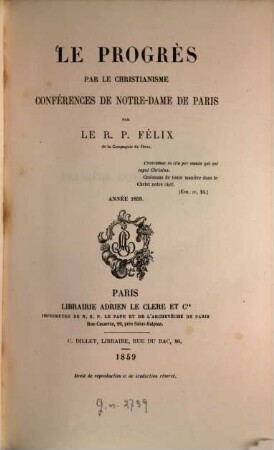 LE PROGRÈS
PAR LE CHRISTIANISME
CONFÉRENCES DE NOTRE-DAME DE PARIS
PAR
LE R. P. FÉLIX
de la Compagnie de Jésus.
Crescamus in illo per omnia qui est
caput Christus.
Croissons de toute manière dans le
Christ notre chef.
[Eph. IV, 15.]
ANNÉE
PARIS
LIBRAIRIE ADRIEN LE CLERE ET Cie
IMPRIMEURS DE N. S. P. LE PAPE ET DE L'ARCHEVÊCHÉ DE PARIS
Rue Cassette, 29, près Saint-Sulpice.
C. DILLET, LIBRAIRE, RUE DU BAC,
1859
Droit de reproduction et de traduction réservé.
g. n. 2739